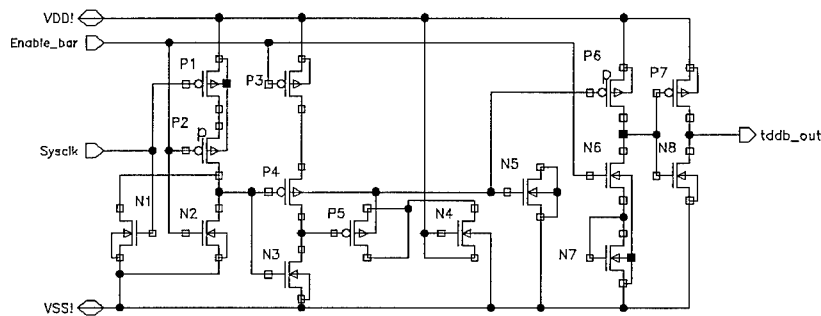 VDD!
Enable_bar
P1
P3
P6
P7
p
P2
p
Sysclk
tddb_out
P4
N5
N6
N8
N1
N2
P5
N4
N3
N7
VSS!